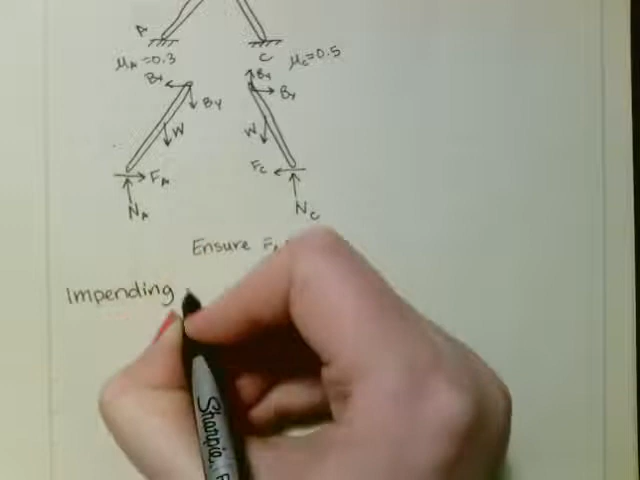 A
C
μA=0.3
μC=0.5
By
Bx
By
Bx
W
W
FA
FC
NA
NC
Ensure
Impending
Sharpie